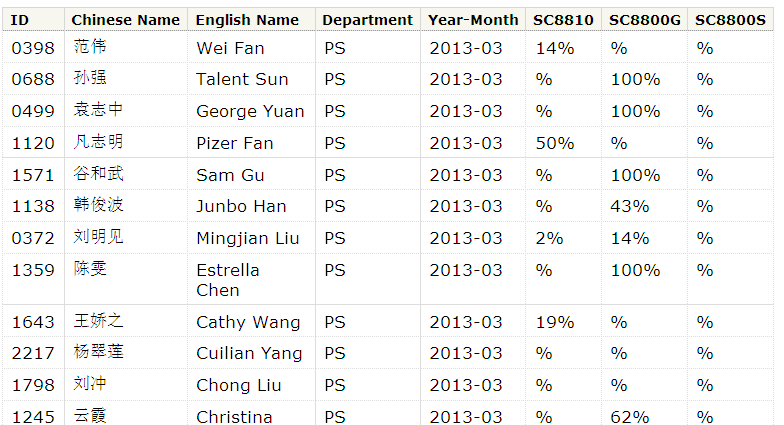 ID Chinese Name English Name Department Year-Month SC8810 SC8800G SC8800S
0398 范伟 Wei Fan PS 2013-03 14% % %
0688 孙强 Talent Sun PS 2013-03 % 100% %
0499 袁志中 George Yuan PS 2013-03 % 100% %
1120 凡志明 Pizer Fan PS 2013-03 50% % %
1571 谷和武 Sam Gu PS 2013-03 % 100% %
1138 韩俊波 Junbo Han PS 2013-03 % 43% %
0372 刘明见 Mingjian Liu PS 2013-03 2% 14% %
1359 陈雯 Estrella PS 2013-03 % 100% %
Chen
1643 王娇之 Cathy Wang PS 2013-03 19% % %
2217 杨翠莲 Cuilian Yang PS 2013-03 % % %
1798 刘冲 Chong Liu PS 2013-03 % % %
1245 云霞 Christina PS 2013-03 % 62% %